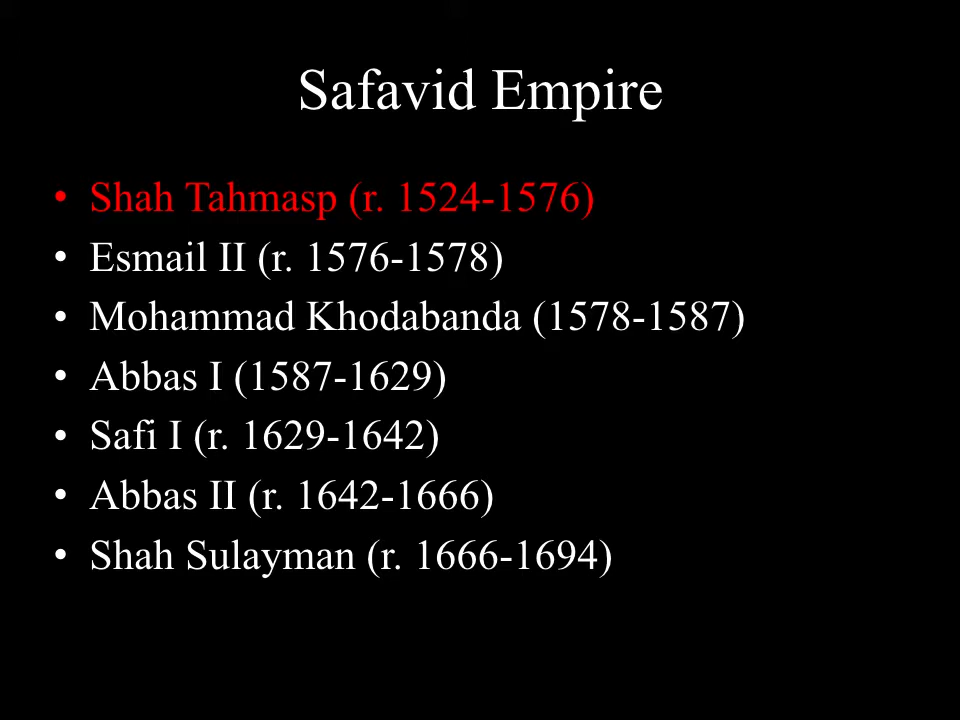 Safavid Empire
• Shah Tahmasp (r. 1524-1576)
• Esmail II (r. 1576-1578)
• Mohammad Khodabanda (1578-1587)
• Abbas I (1587-1629)
• Safi I (r. 1629-1642)
• Abbas II (r. 1642-1666)
• Shah Sulayman (r. 1666-1694)